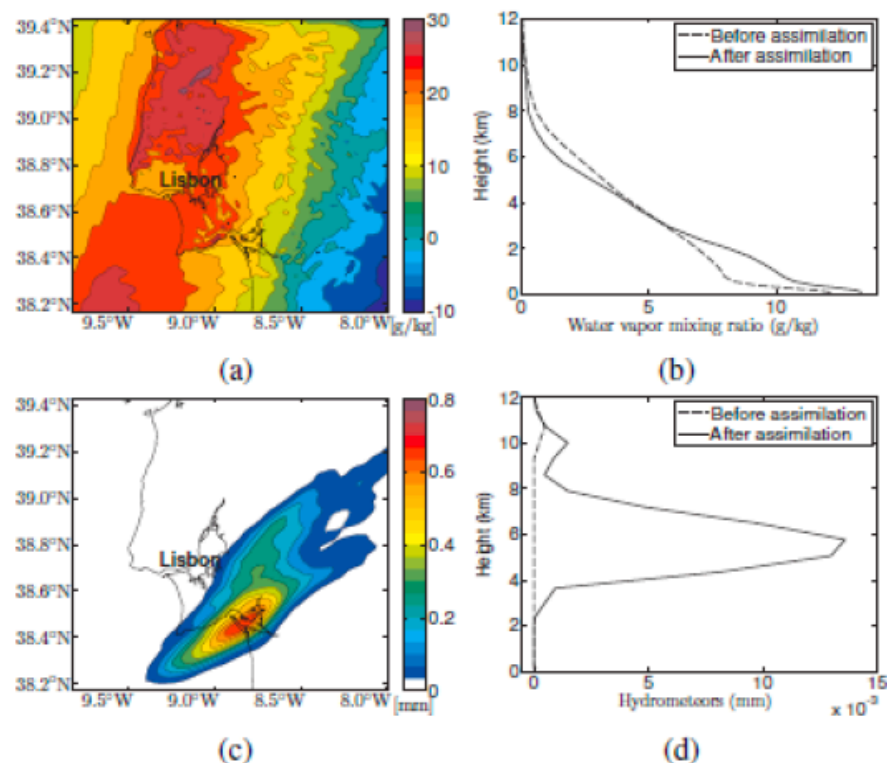 39.4°N
39.2°N
39.0°N
38.8°N
38.6°N
38.4°N
38.2°N
Lisbon
9.5°W 9.0°W 8.5°W 8.0°W
30
20
10
0
-10
[g/kg]
(a)
12
10
8
6
4
2
0
Height (km)
Before assimilation
After assimilation
0 5 10
Water vapor mixing ratio (g/kg)
(b)
39.4°N
39.2°N
39.0°N
38.8°N
38.6°N
38.4°N
38.2°N
Lisbon
9.5°W 9.0°W 8.5°W 8.0°W
0.8
0.6
0.4
0.2
0
[mm]
(c)
12
10
8
6
4
2
0
Height (km)
Before assimilation
After assimilation
0 5 10 15
Hydrometeors (mm)
x 10⁻³
(d)